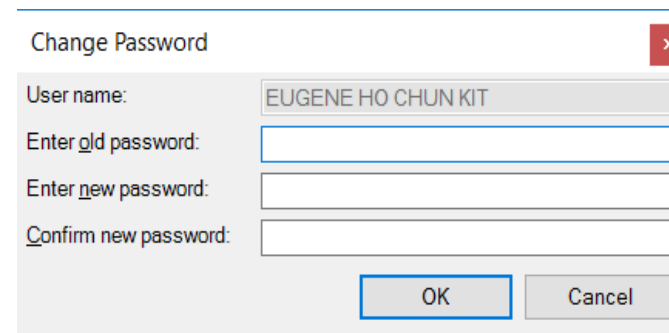 Change Password
User name: EUGENE HO CHUN KIT
Enter old password:
Enter new password:
Confirm new password:
OK Cancel